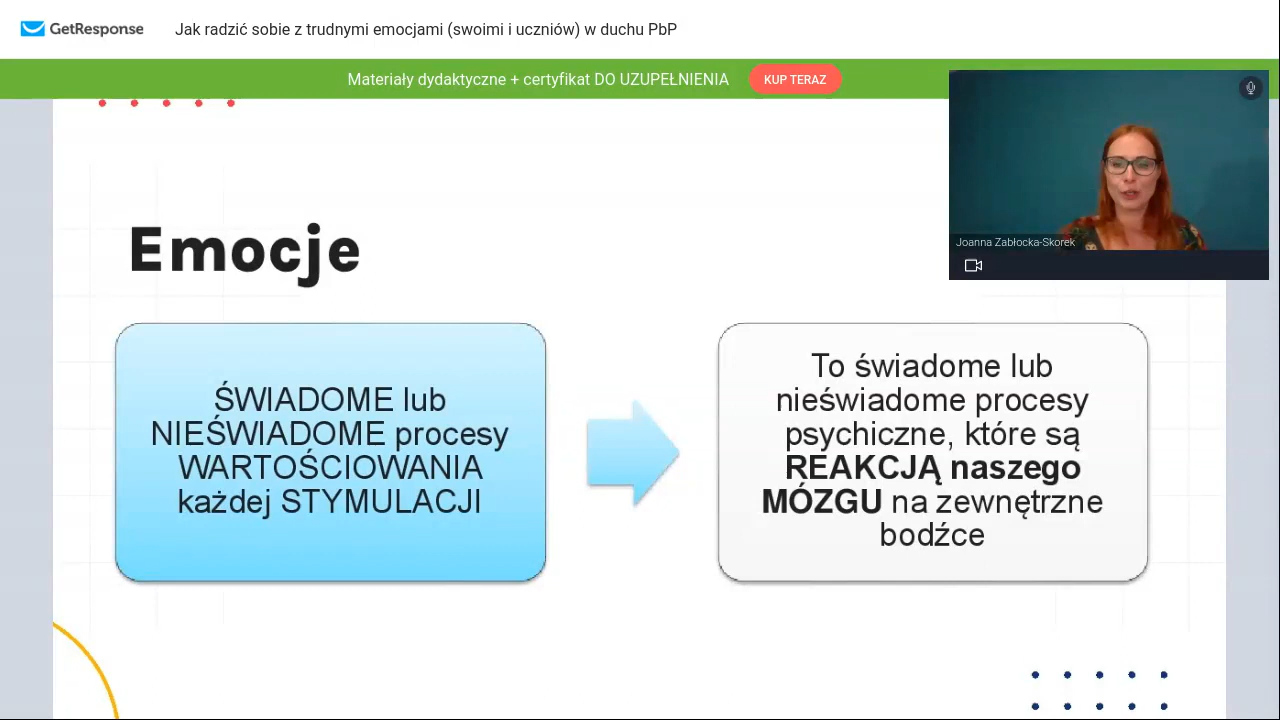 GetResponse
Jak radzić sobie z trudnymi emocjami (swoimi i uczniów) w duchu PbP
Materiały dydaktyczne + certyfikat DO UZUPEŁNIENIA
KUP TERAZ
Joanna Zabłocka-Skorek
Emocje
ŚWIADOME lub
NIEŚWIADOME procesy
WARTOŚCIOWANIA
każdej STYMULACJI
To świadome lub
nieświadome procesy
psychiczne, które są
REAKCJĄ naszego
MÓZGU na zewnętrzne
bodźce